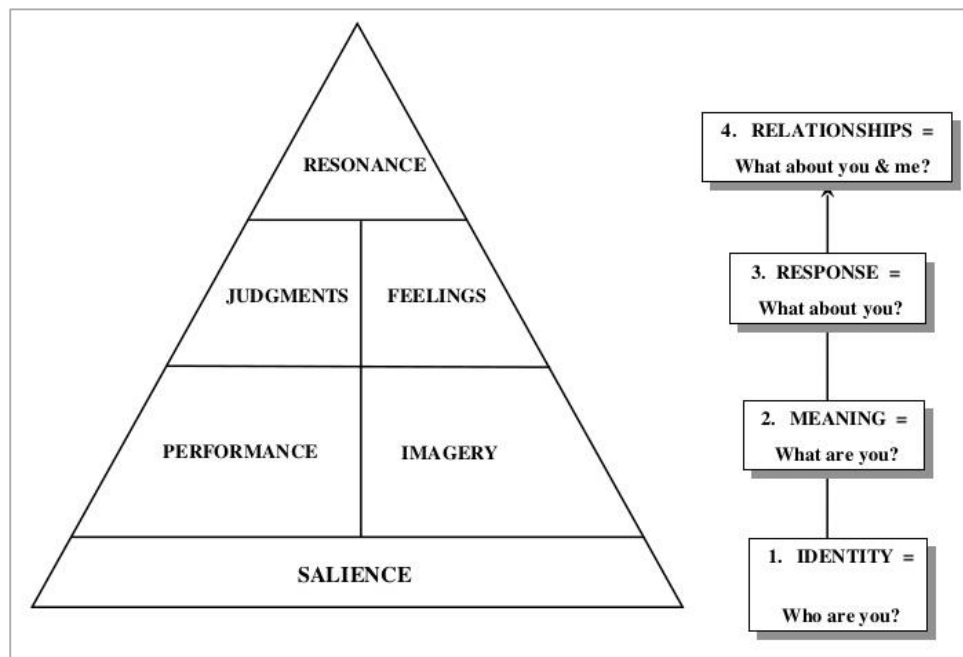 RESONANCE
JUDGMENTS
FEELINGS
PERFORMANCE
IMAGERY
SALIENCE
4. RELATIONSHIPS =
What about you & me?
3. RESPONSE =
What about you?
2. MEANING =
What are you?
1. IDENTITY =
Who are you?